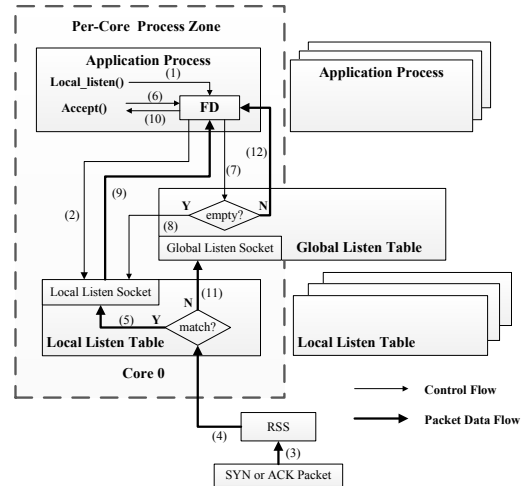 Per-Core Process Zone
Application Process
Local_listen()
(1)
Accept()
(6)
(10)
FD
Application Process
(2)
(9)
(7)
(12)
Y
empty?
N
(8)
Global Listen Table
Global Listen Socket
Local Listen Socket
N
(11)
(5)
Y
match?
Local Listen Table
Local Listen Table
Core 0
Control Flow
(4)
RSS
Packet Data Flow
(3)
SYN or ACK Packet